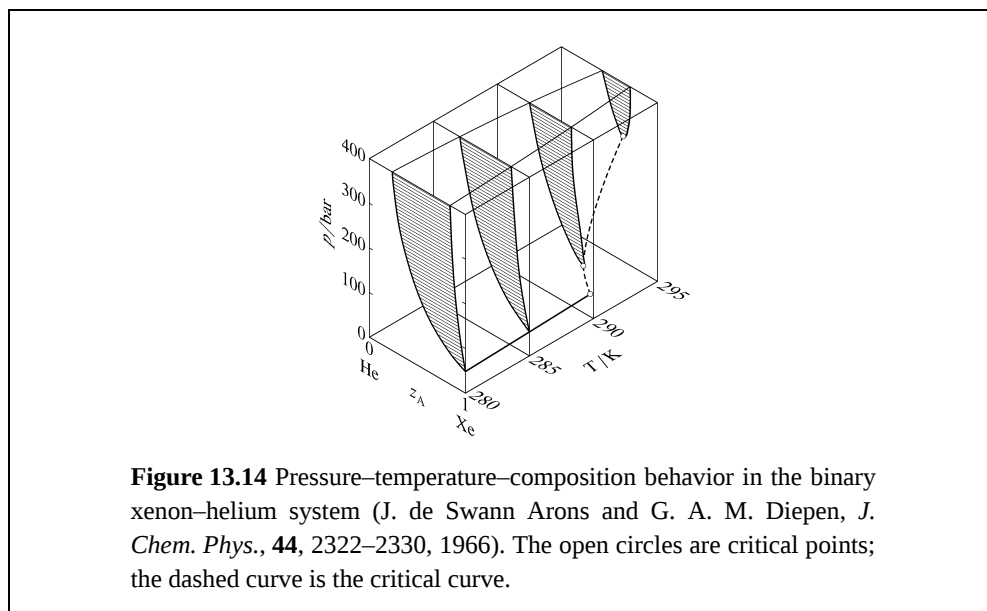 400
300
200
100
0
p/bar
0
He
zA
1
Xe
280
285
290
295
T/K
Figure 13.14 Pressure–temperature–composition behavior in the binary
xenon–helium system (J. de Swann Arons and G. A. M. Diepen, J.
Chem. Phys., 44, 2322–2330, 1966). The open circles are critical points;
the dashed curve is the critical curve.